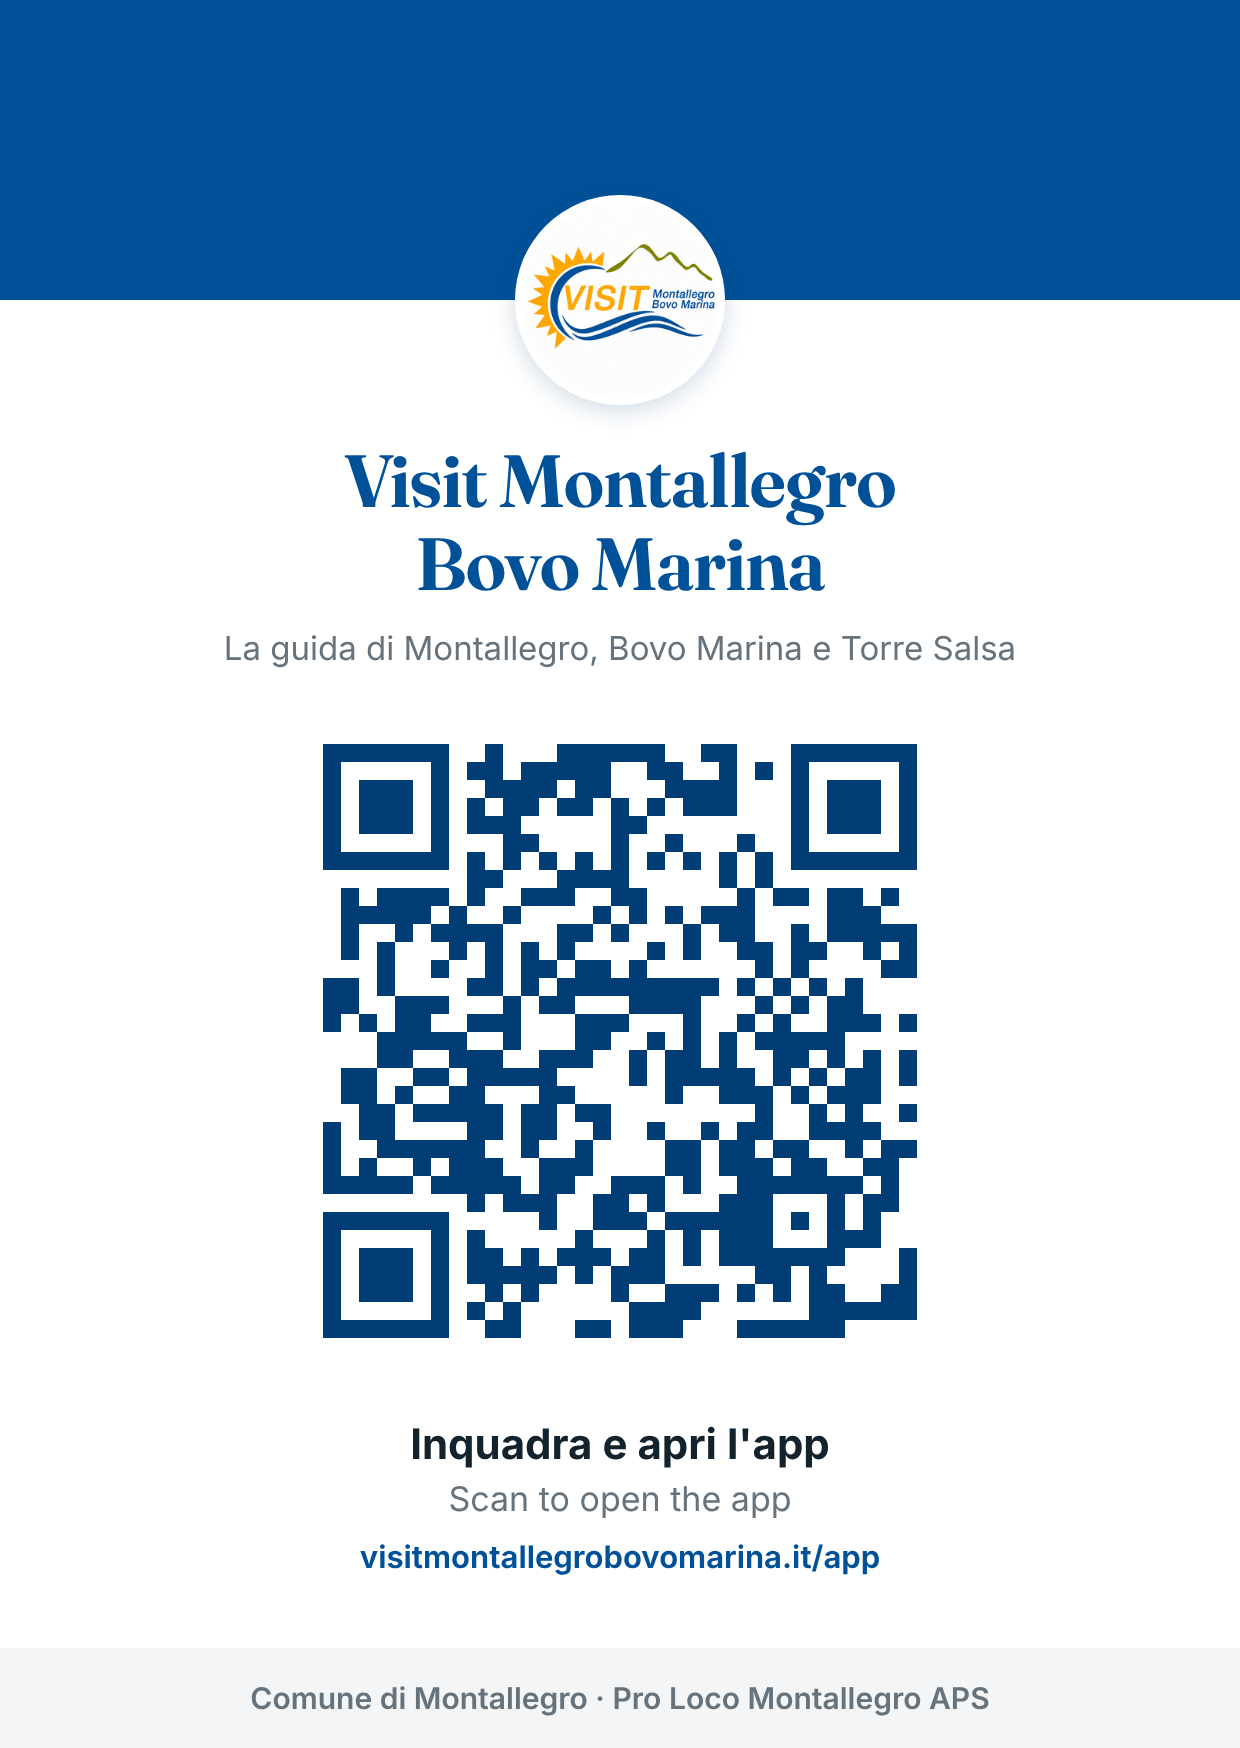 VISIT Montallegro
Bovo Marina
Visit Montallegro
Bovo Marina
La guida di Montallegro, Bovo Marina e Torre Salsa
Inquadra e apri l'app
Scan to open the app
visitmontallegrobovomarina.it/app
Comune di Montallegro · Pro Loco Montallegro APS